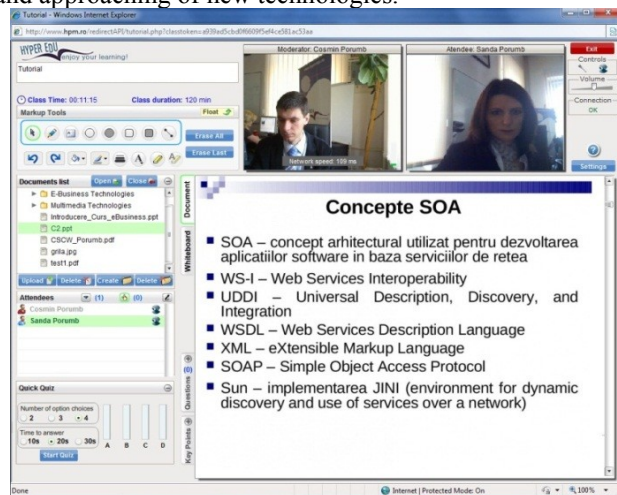 and approaching of new technologies.
Tutorial - Windows Internet Explorer
HYPER EDU
enjoy your learning!
Tutorial
Class Time: 00:11:15 Class duration: 120 min
Markup Tools Float
Erase All
Erase Last
Moderator: Cosmin Porumb
Network speed: 109 ms
Atendee: Sanda Porumb
Exit
Controls
Volume
Connection
OK
Settings
Documents list Open Close
E-Business Technologies
Multimedia Technologies
Introducere_Curs_eBusiness.ppt
C2.ppt
CSCW_Porumb.pdf
grila.jpg
test1.pdf
Upload Delete Create Delete
Attendees (1) (0)
Cosmin Porumb
Sanda Porumb
Quick Quiz
Number of option choices
2 3 4
Time to answer
10s 20s 30s
A B C D
Start Quiz
Document
Whiteboard
(0)
Questions
Key Points
Concepte SOA
SOA – concept arhitectural utilizat pentru dezvoltarea
aplicatiilor software in baza serviciilor de retea
WS-I – Web Services Interoperability
UDDI – Universal Description, Discovery, and
Integration
WSDL – Web Services Description Language
XML – eXtensible Markup Language
SOAP – Simple Object Access Protocol
Sun – implementarea JINI (environment for dynamic
discovery and use of services over a network)
Done
Internet | Protected Mode: On
100%